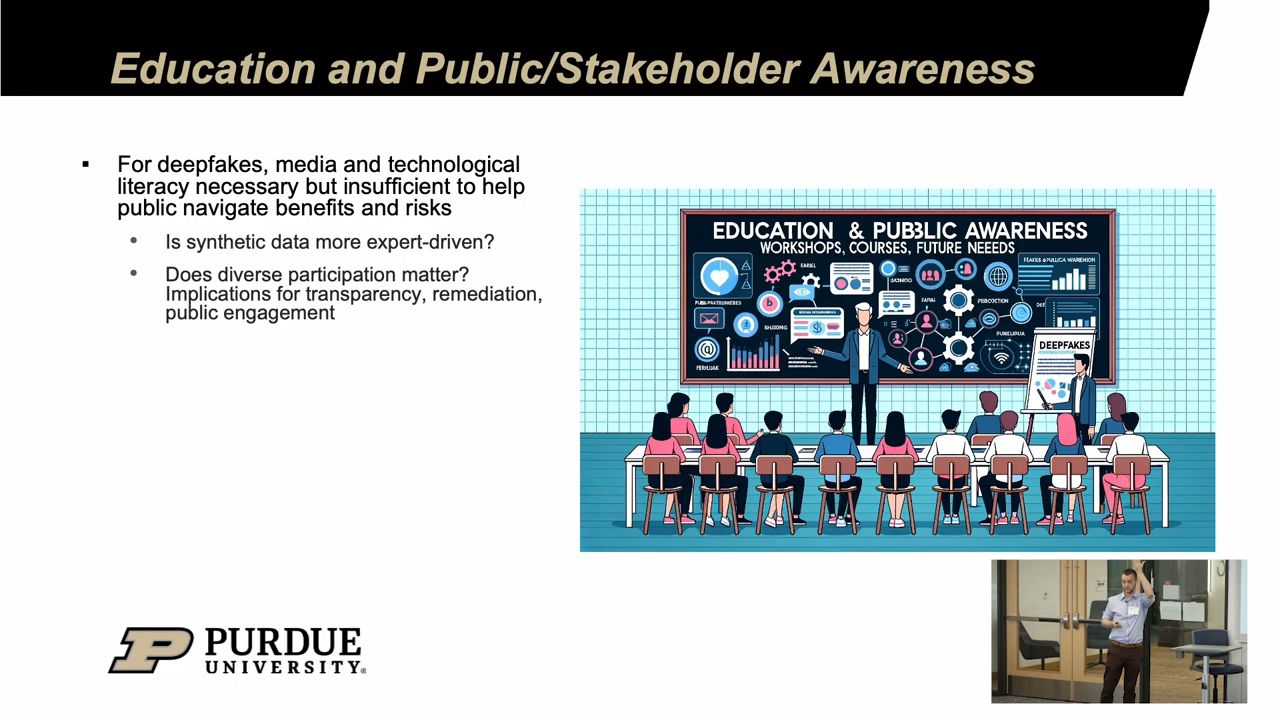 Education and Public/Stakeholder Awareness
▪ For deepfakes, media and technological
literacy necessary but insufficient to help
public navigate benefits and risks
• Is synthetic data more expert-driven?
• Does diverse participation matter?
Implications for transparency, remediation,
public engagement
EDUCATION & PUBBLIC AWAREENESS
WORKSHOPS, COURSES, FUTURE NEEEDS
DEEPFAKES
PURDUE
UNIVERSITY®